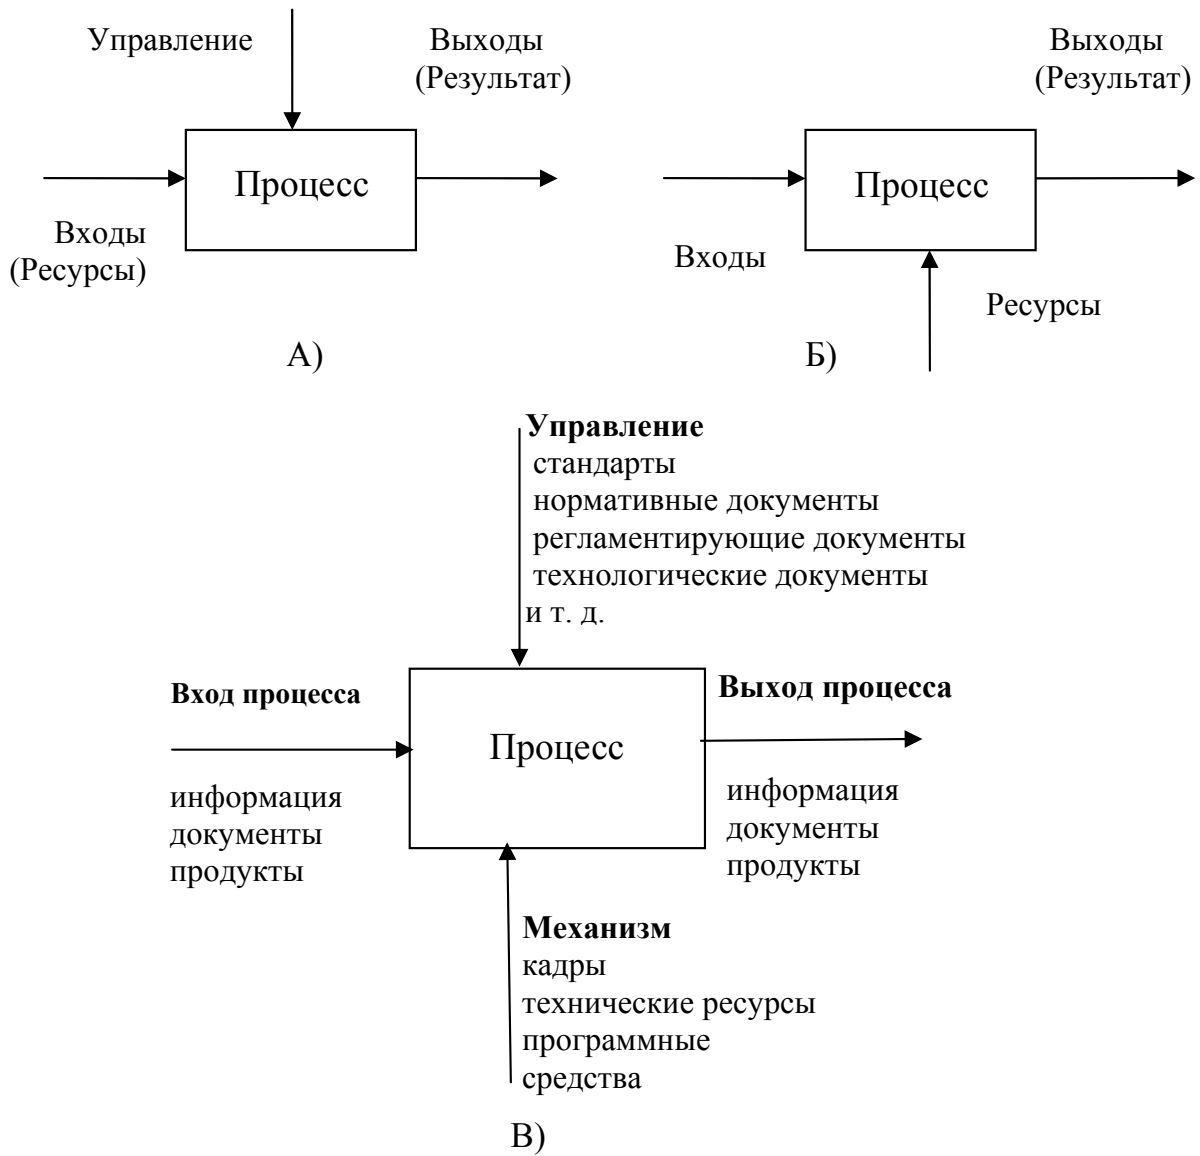 Управление
Выходы
(Результат)
Процесс
Входы
(Ресурсы)
А)
Выходы
(Результат)
Процесс
Входы
Ресурсы
Б)
Управление
стандарты
нормативные документы
регламентирующие документы
технологические документы
и т. д.
Вход процесса
Выход процесса
Процесс
информация
документы
продукты
информация
документы
продукты
Механизм
кадры
технические ресурсы
программные
средства
В)